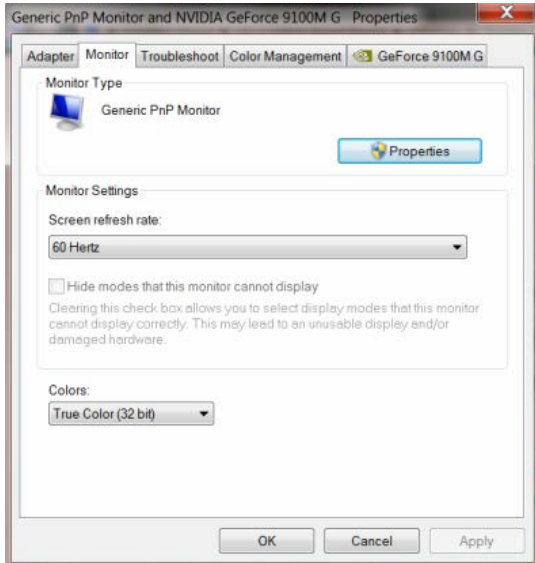 Generic PnP Monitor and NVIDIA GeForce 9100M G Properties
Adapter Monitor Troubleshoot Color Management GeForce 9100M G
Monitor Type
Generic PnP Monitor
Properties
Monitor Settings
Screen refresh rate:
60 Hertz
Hide modes that this monitor cannot display
Clearing this check box allows you to select display modes that this monitor
cannot display correctly. This may lead to an unusable display and/or
damaged hardware.
Colors:
True Color (32 bit)
OK Cancel Apply